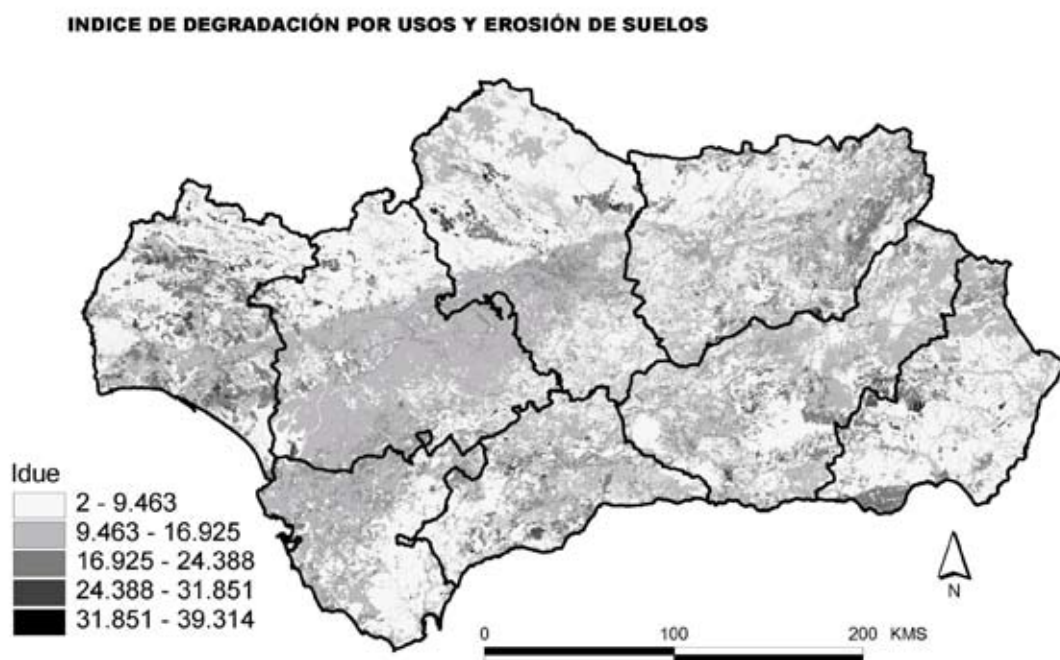 INDICE DE DEGRADACIÓN POR USOS Y EROSIÓN DE SUELOS
Idue
2 - 9.463
9.463 - 16.925
16.925 - 24.388
24.388 - 31.851
31.851 - 39.314
N
0 100 200 KMS